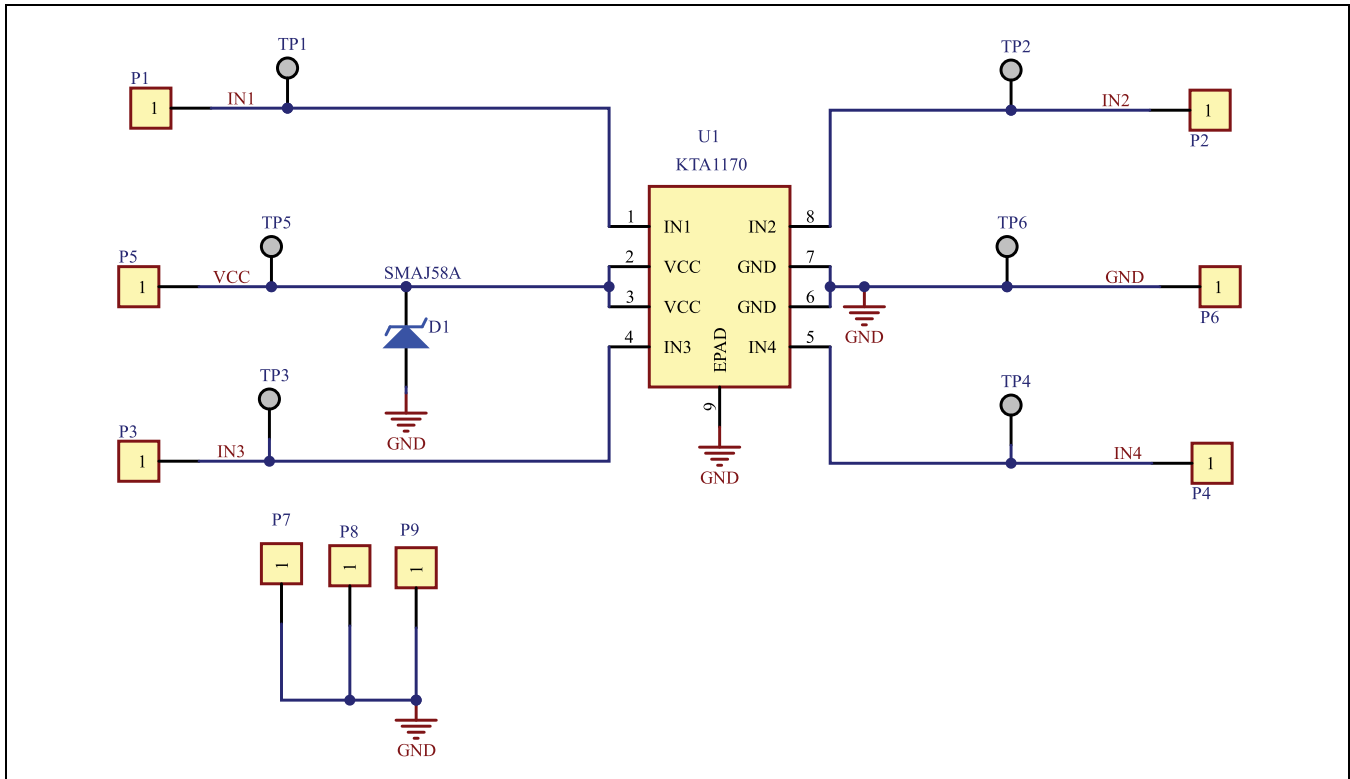 TP1
TP2
P1
1
IN1
IN2
1
P2
U1
KTA1170
1
IN1
IN2
8
TP5
TP6
P5
1
VCC
SMAJ58A
2
VCC
GND
7
3
VCC
GND
6
GND
GND
1
P6
D1
4
IN3
EPAD
IN4
5
TP3
TP4
9
P3
1
IN3
GND
GND
IN4
1
P4
P7
P8
P9
1
1
1
GND